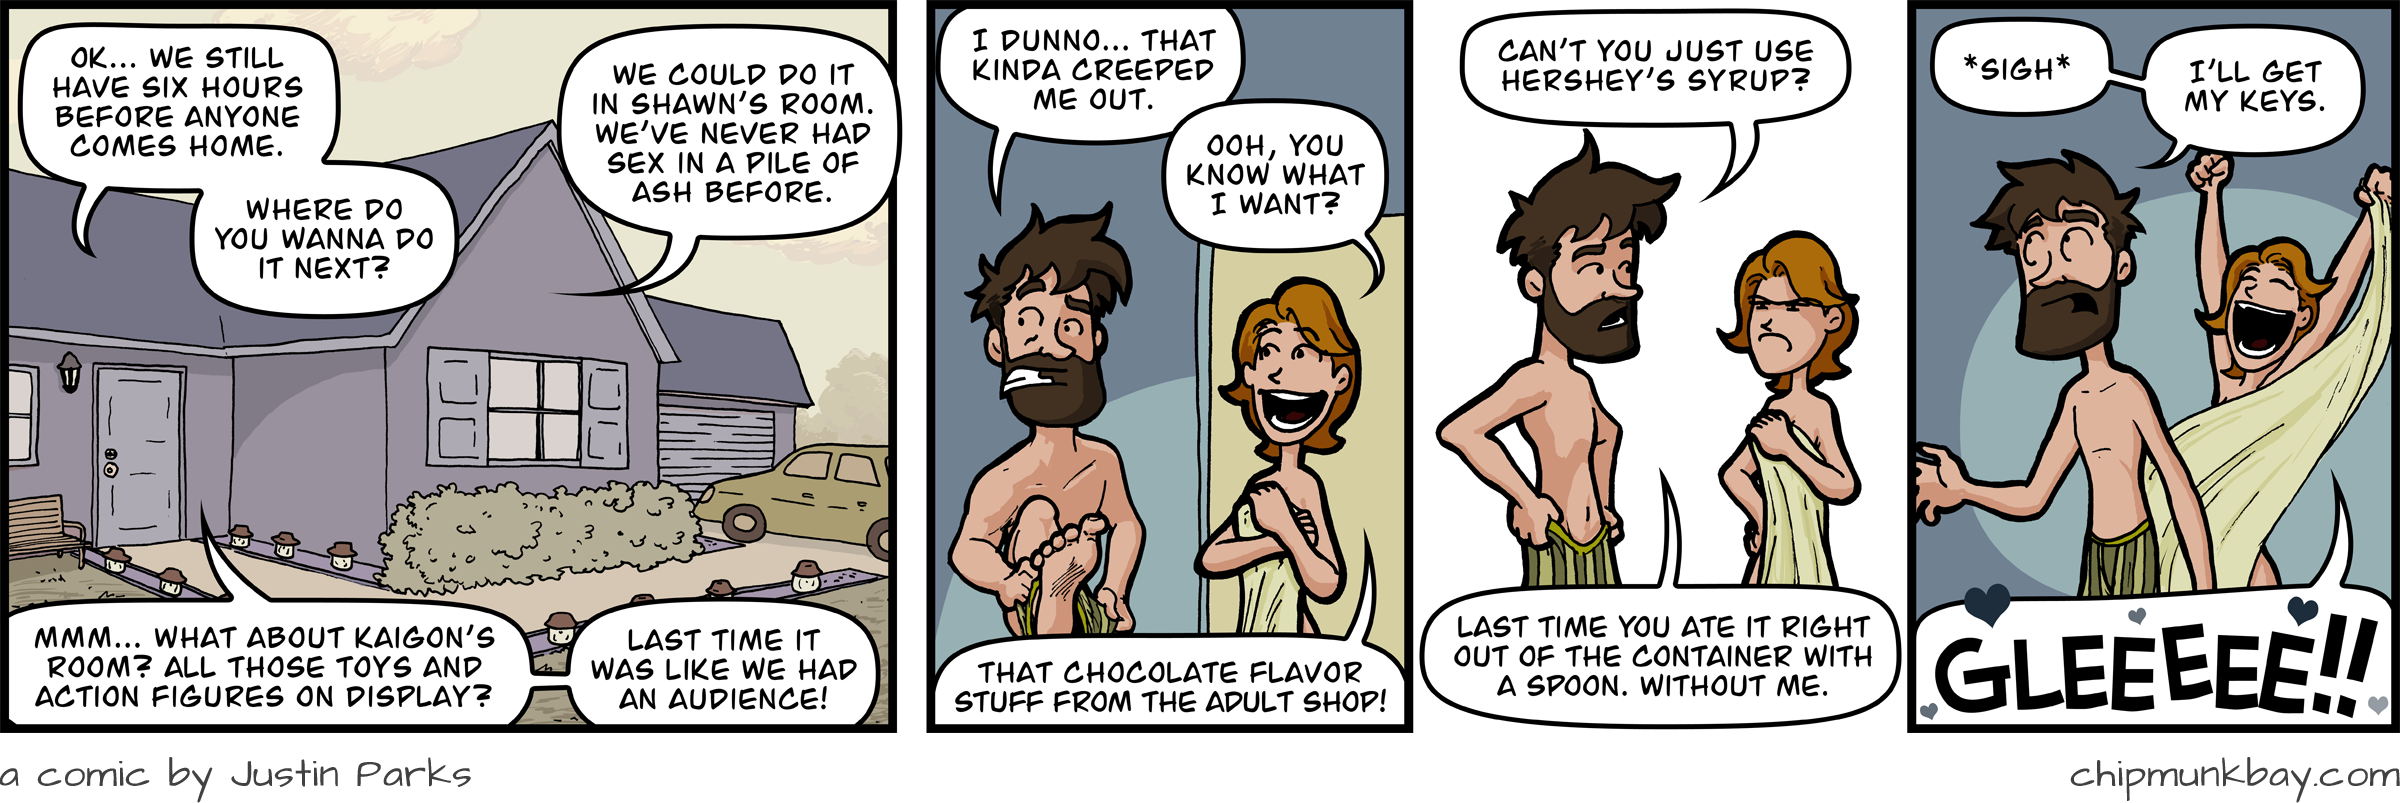 OK... WE STILL
HAVE SIX HOURS
BEFORE ANYONE
COMES HOME.
WHERE DO
YOU WANNA DO
IT NEXT?
WE COULD DO IT
IN SHAWN'S ROOM.
WE'VE NEVER HAD
SEX IN A PILE OF
ASH BEFORE.
MMM... WHAT ABOUT KAIGON'S
ROOM? ALL THOSE TOYS AND
ACTION FIGURES ON DISPLAY?
LAST TIME IT
WAS LIKE WE HAD
AN AUDIENCE!
I DUNNO... THAT
KINDA CREEPED
ME OUT.
OOH, YOU
KNOW WHAT
I WANT?
THAT CHOCOLATE FLAVOR
STUFF FROM THE ADULT SHOP!
CAN'T YOU JUST USE
HERSHEY'S SYRUP?
LAST TIME YOU ATE IT RIGHT
OUT OF THE CONTAINER WITH
A SPOON. WITHOUT ME.
*SIGH*
I'LL GET
MY KEYS.
GLEEEEE!!
a comic by Justin Parks
chipmunkbay.com